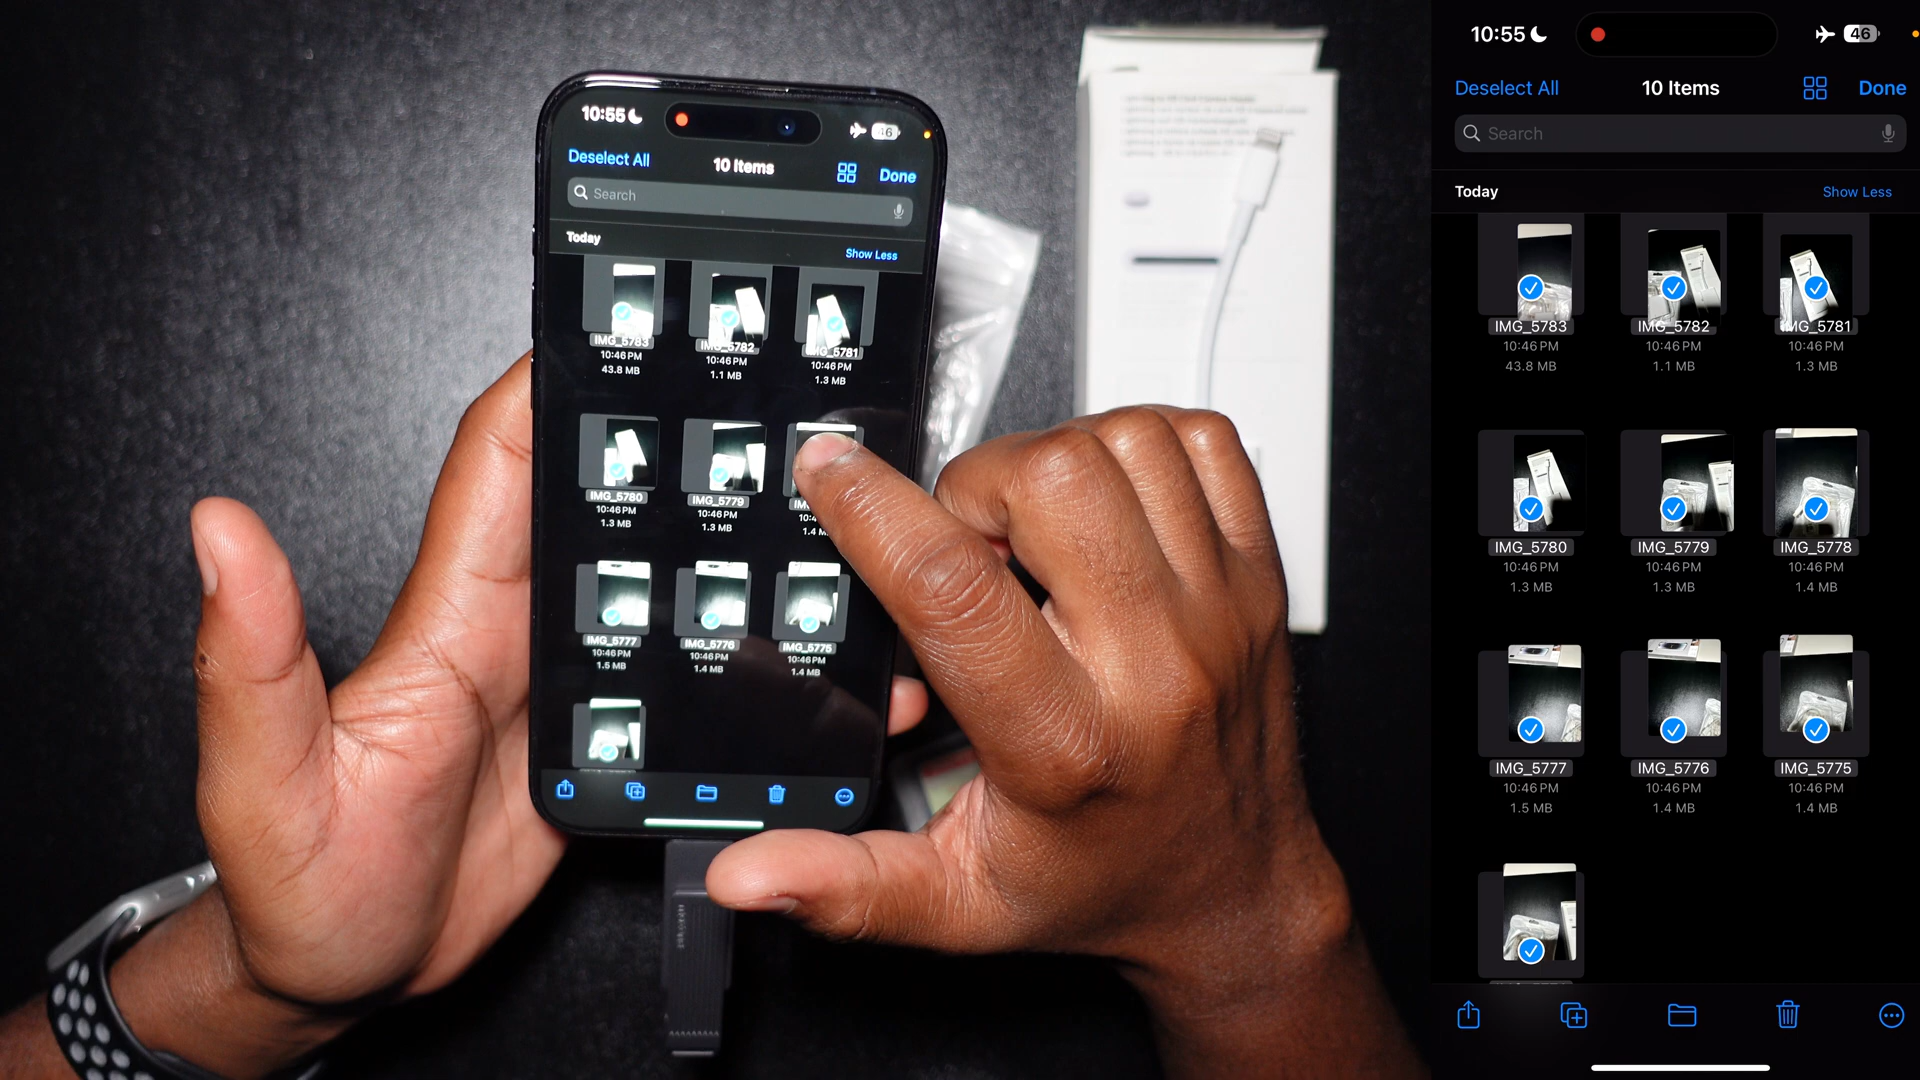 10:55
46
Deselect All 10 Items Done
Search
Today
Show Less
IMG_5783 IMG_5782 IMG_5781
10:46 PM 10:46 PM 10:46 PM
43.8 MB 1.1 MB 1.3 MB
IMG_5780 IMG_5779
10:46 PM 10:46 PM
1.3 MB 1.3 MB 1.4
IMG_5777 IMG_5776 IMG_5775
10:46 PM 10:46 PM 10:46 PM
1.5 MB 1.4 MB 1.4 MB
10:55 46
Deselect All 10 Items Done
Search
Today Show Less
IMG_5783 IMG_5782 IMG_5781
10:46 PM 10:46 PM 10:46 PM
43.8 MB 1.1 MB 1.3 MB
IMG_5780 IMG_5779 IMG_5778
10:46 PM 10:46 PM 10:46 PM
1.3 MB 1.3 MB 1.4 MB
IMG_5777 IMG_5776 IMG_5775
10:46 PM 10:46 PM 10:46 PM
1.5 MB 1.4 MB 1.4 MB